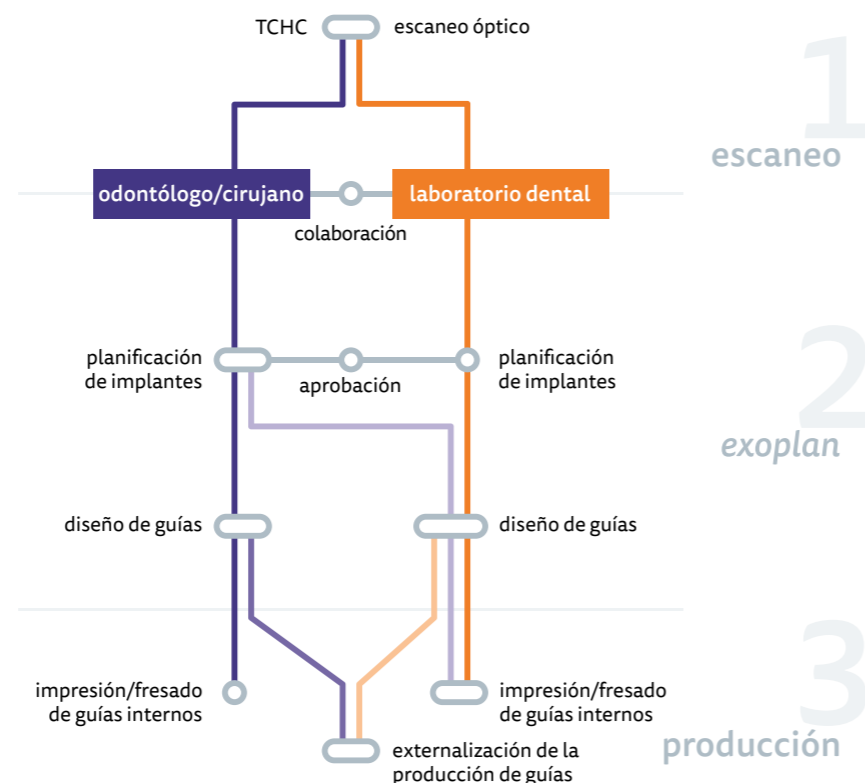 TCHC
escaneo óptico
1
escaneo
odontólogo/cirujano
laboratorio dental
colaboración
planificación
de implantes
aprobación
planificación
de implantes
2
exoplan
diseño de guías
diseño de guías
impresión/fresado
de guías internos
impresión/fresado
de guías internos
3
producción
externalización de la
producción de guías